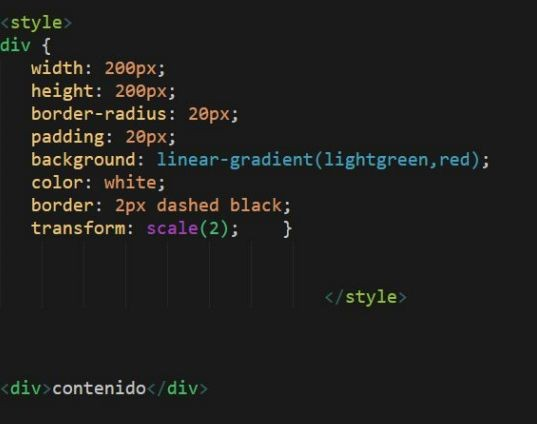 <style>
div {
width: 200px;
height: 200px;
border-radius: 20px;
padding: 20px;
background: linear-gradient(lightgreen,red);
color: white;
border: 2px dashed black;
transform: scale(2);    }
</style>
<div>contenido</div>